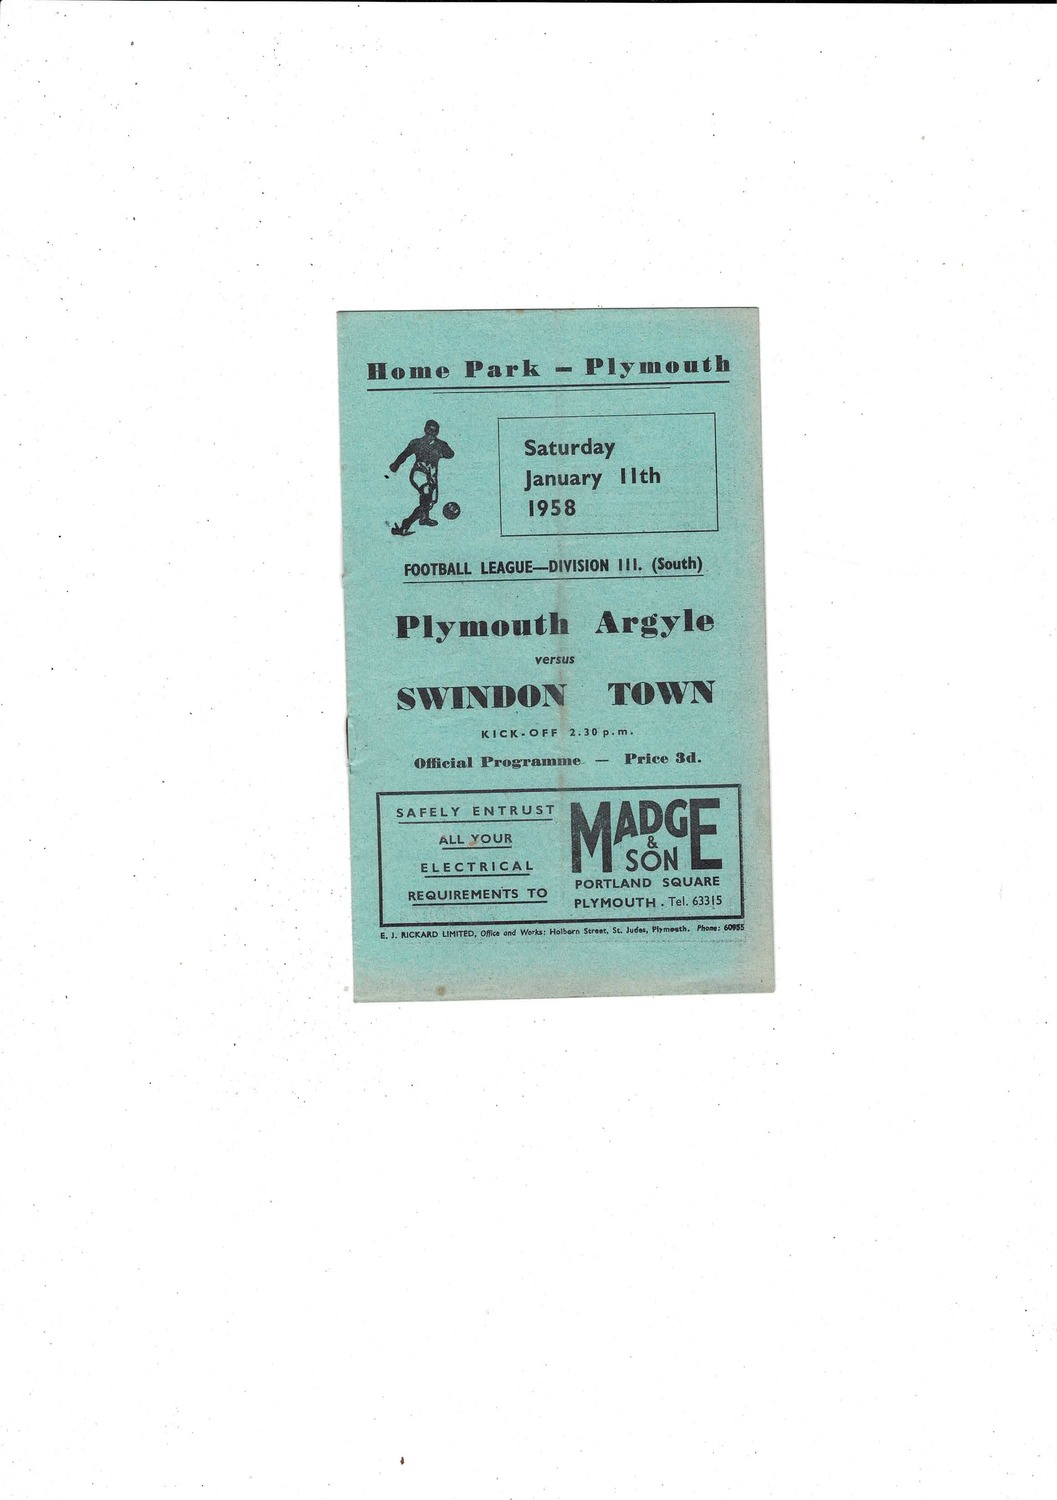 Home Park — Plymouth
Saturday
January 11th
1958
FOOTBALL LEAGUE—DIVISION III. (South)
Plymouth Argyle
versus
SWINDON TOWN
KICK-OFF 2.30 p.m.
Official Programme — Price 3d.
SAFELY ENTRUST
ALL YOUR
ELECTRICAL
REQUIREMENTS TO
MADGE
&
SON
PORTLAND SQUARE
PLYMOUTH . Tel. 63315
E. J. RICKARD LIMITED, Office and Works: Holborn Street, St. Judes, Plymouth. Phone: 60955